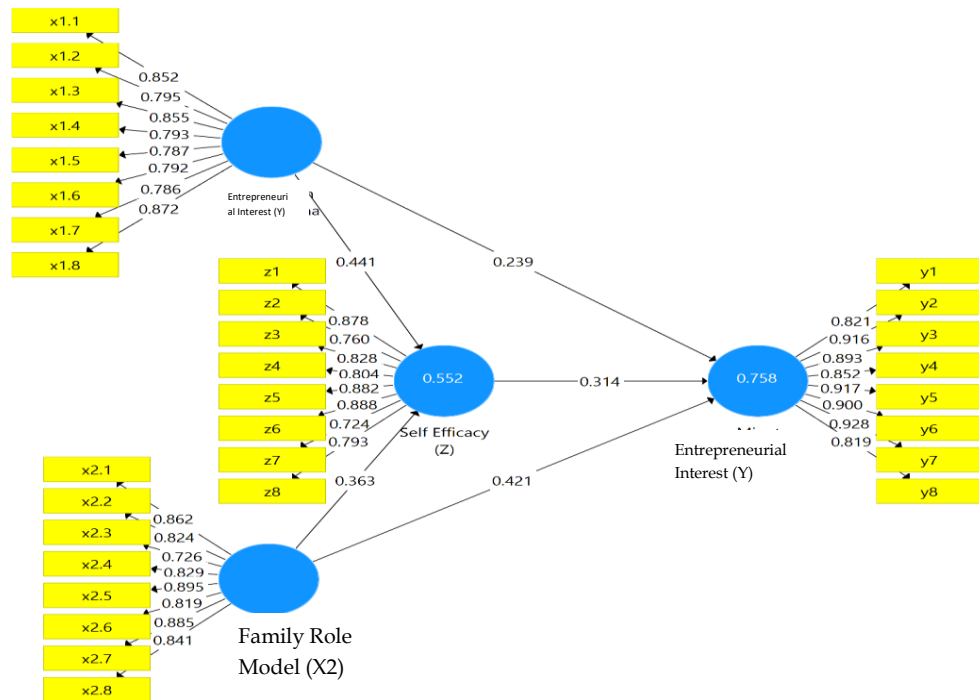 x1.1
x1.2
x1.3
x1.4
x1.5
x1.6
x1.7
x1.8
0.852
0.795
0.855
0.793
0.787
0.792
0.786
0.872
Entrepreneuri
al Interest (Y)
0.441
0.239
z1
z2
z3
z4
z5
z6
z7
z8
0.878
0.760
0.828
0.804
0.882
0.888
0.724
0.793
0.552
Self Efficacy
(Z)
0.314
0.758
Entrepreneurial
Interest (Y)
0.821
0.916
0.893
0.852
0.917
0.900
0.928
0.819
y1
y2
y3
y4
y5
y6
y7
y8
0.363
0.421
x2.1
x2.2
x2.3
x2.4
x2.5
x2.6
x2.7
x2.8
0.862
0.824
0.726
0.829
0.895
0.819
0.885
0.841
Family Role
Model (X2)